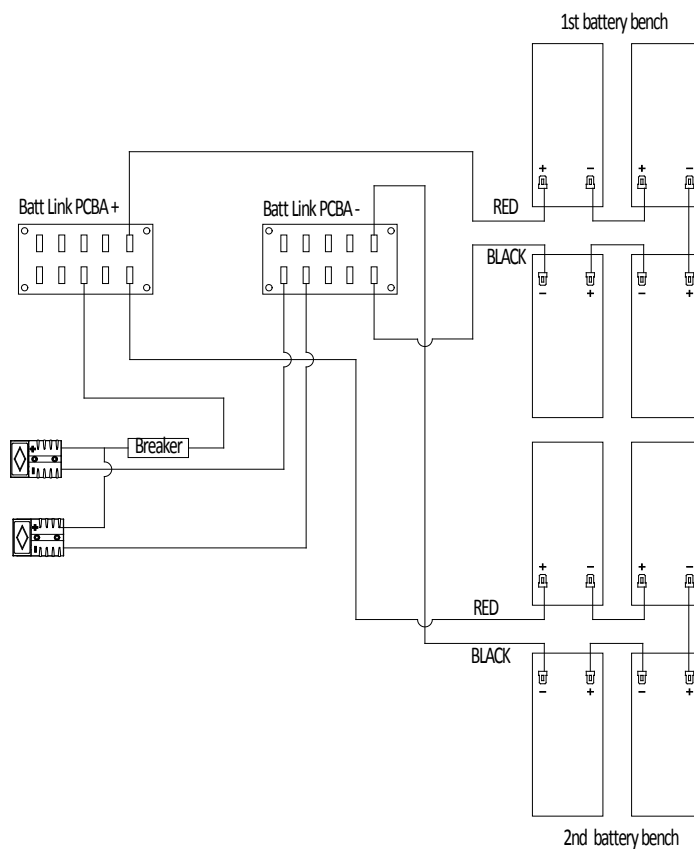 1st battery bench
+ - + -
Batt Link PCBA +
Batt Link PCBA -
RED
BLACK
- + - +
Breaker
+
-
+
-
+ - + -
RED
BLACK
- + - +
2nd battery bench